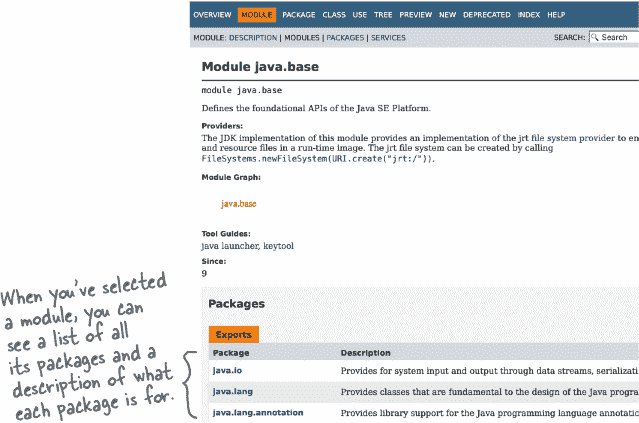 OVERVIEW MODULE PACKAGE CLASS USE TREE PREVIEW NEW DEPRECATED INDEX HELP
MODULE: DESCRIPTION | MODULES | PACKAGES | SERVICES SEARCH: Search
Module java.base
module java.base
Defines the foundational APIs of the Java SE Platform.
Providers:
The JDK implementation of this module provides an implementation of the jrt file system provider to en
and resource files in a run-time image. The jrt file system can be created by calling
FileSystems.newFileSystem(URI.create("jrt:/")).
Module Graph:
java.base
Tool Guides:
java launcher, keytool
Since:
9
When you've selected
a module, you can
see a list of all
its packages and a
description of what
each package is for.
Packages
Exports
Package Description
java.io Provides for system input and output through data streams, serializati
java.lang Provides classes that are fundamental to the design of the Java progra
java.lang.annotation Provides library support for the Java programming language annotatio